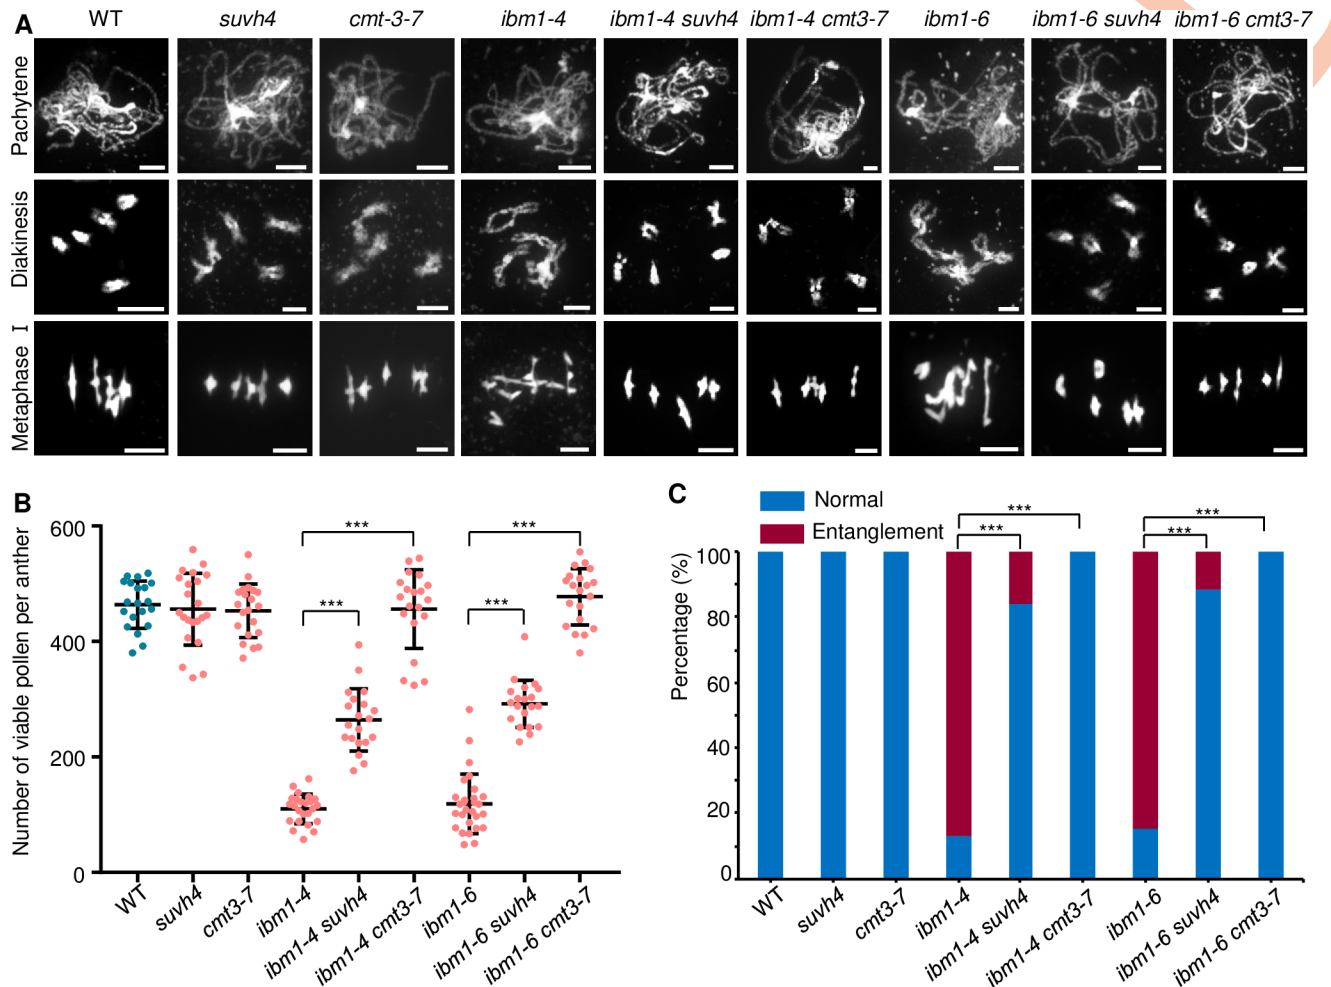 A WT suvh4 cmt-3-7 ibm1-4 ibm1-4 suvh4 ibm1-4 cmt3-7 ibm1-6 ibm1-6 suvh4 ibm1-6 cmt3-7
Pachytene
Diakinesis
Metaphase I
B
Number of viable pollen per anther
600
400
200
0
*** ***
*** ***
WT suvh4 cmt3-7 ibm1-4 ibm1-4 suvh4 ibm1-4 cmt3-7 ibm1-6 ibm1-6 suvh4 ibm1-6 cmt3-7
C
Normal
Entanglement
*** ***
*** ***
Percentage (%)
100
80
60
40
20
0
WT suvh4 cmt3-7 ibm1-4 ibm1-4 suvh4 ibm1-4 cmt3-7 ibm1-6 ibm1-6 suvh4 ibm1-6 cmt3-7